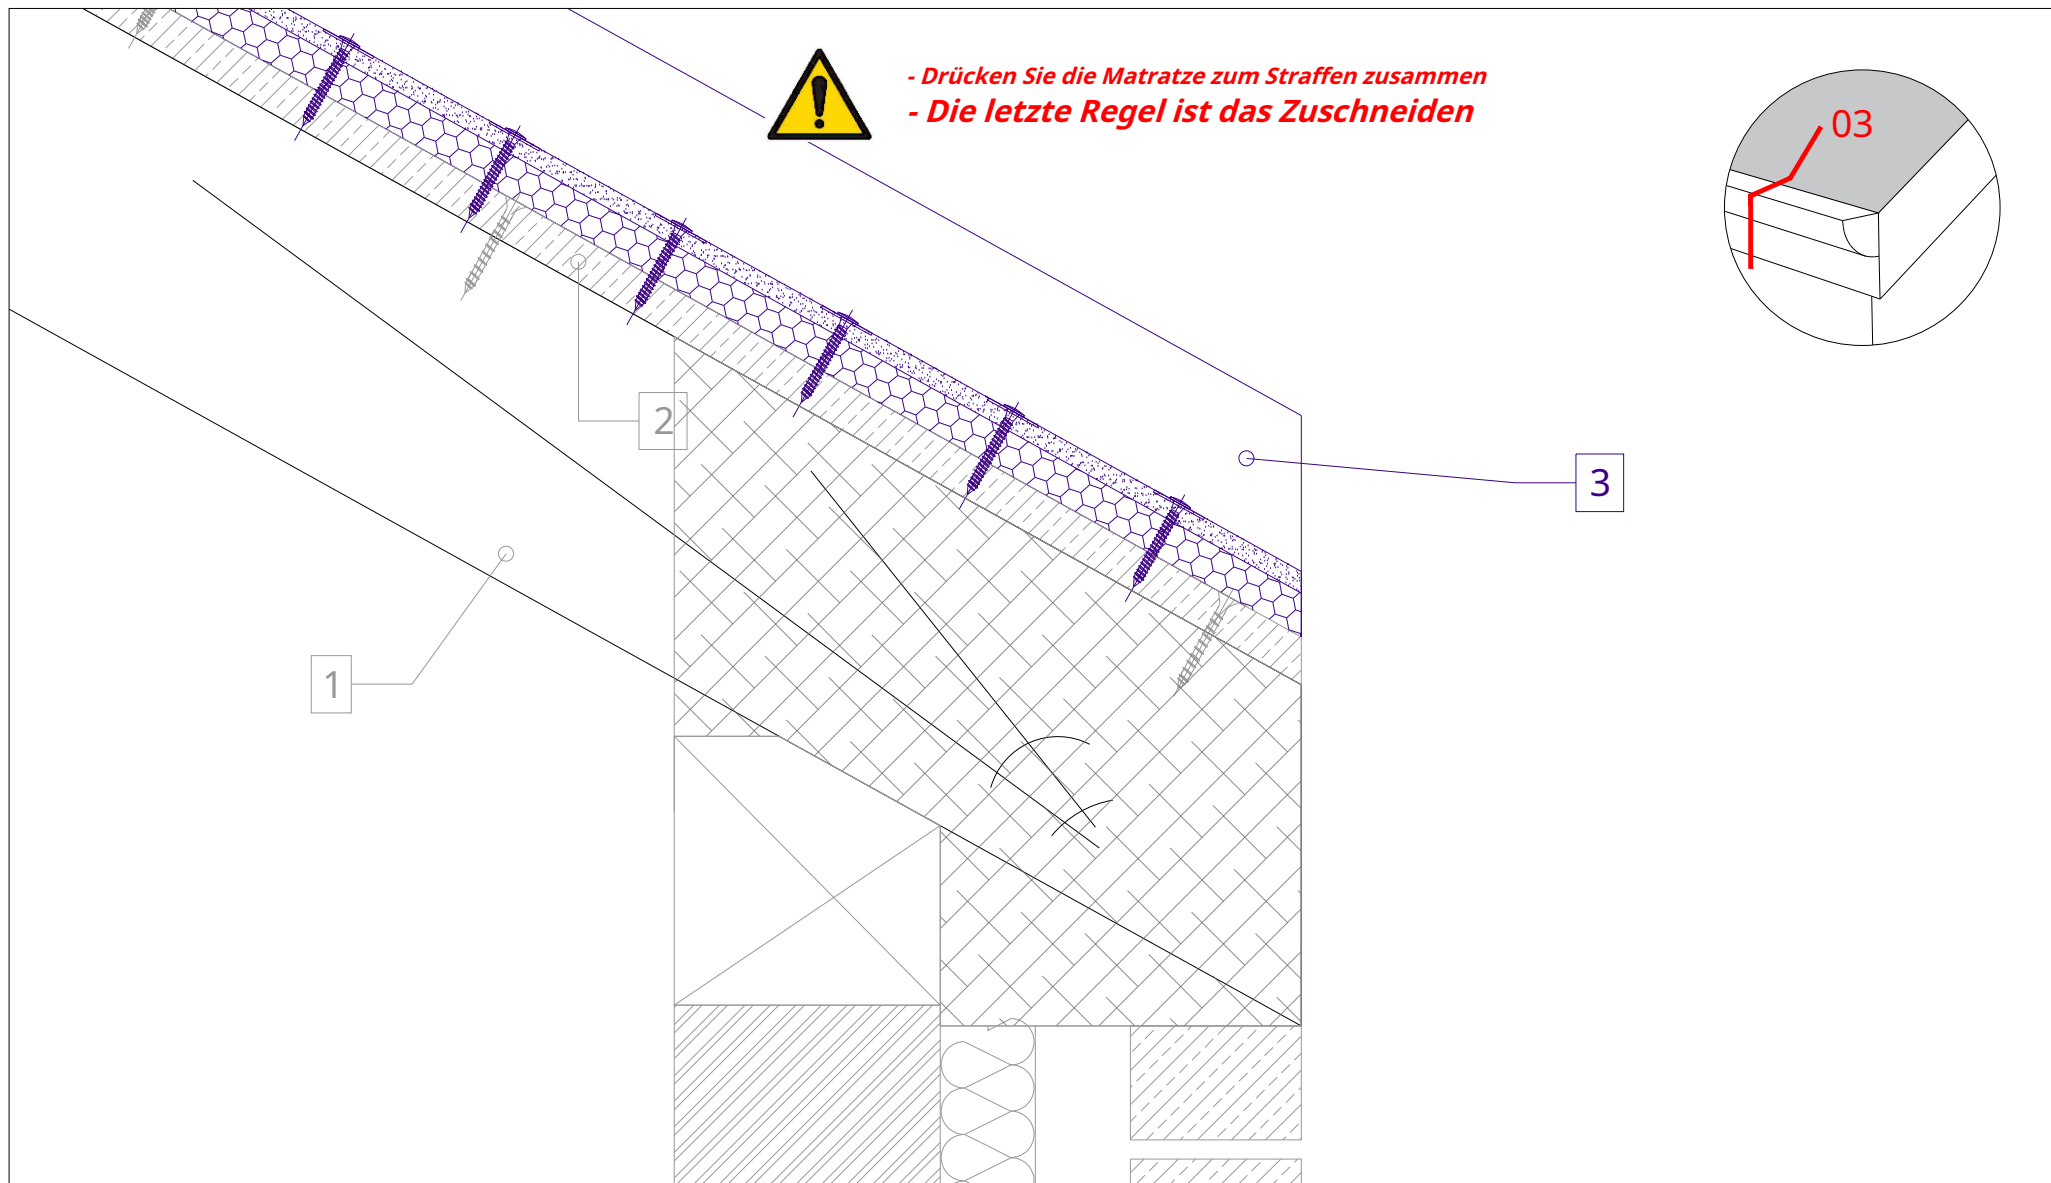 - Drücken Sie die Matratze zum Straffen zusammen
- Die letzte Regel ist das Zuschneiden
03
2
3
1